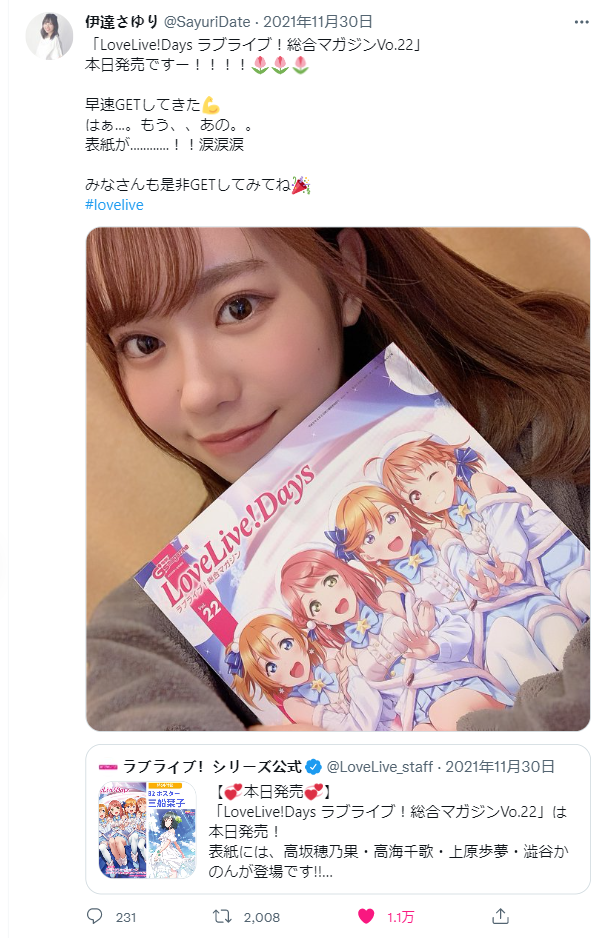 伊達さゆり @SayuriDate · 2021年11月30日
「LoveLive!Days ラブライブ！総合マガジンVo.22」
本日発売ですー！！！！🌷🌷🌷
早速GETしてきた💪
はぁ...。もう、、あの。。
表紙が............！！涙涙涙
みなさんも是非GETしてみてね🎉
#lovelive
LoveLive!Days
ラブライブ！総合マガジン
Vol.
22
ラブライブ！シリーズ公式 @LoveLive_staff · 2021年11月30日
【💞本日発売💞】
「LoveLive!Days ラブライブ！総合マガジンVo.22」は
本日発売！
表紙には、高坂穂乃果・高海千歌・上原歩夢・澁谷か
のんが登場です!!...
B2ポスター
三船栞子
231
2,008
1.1万